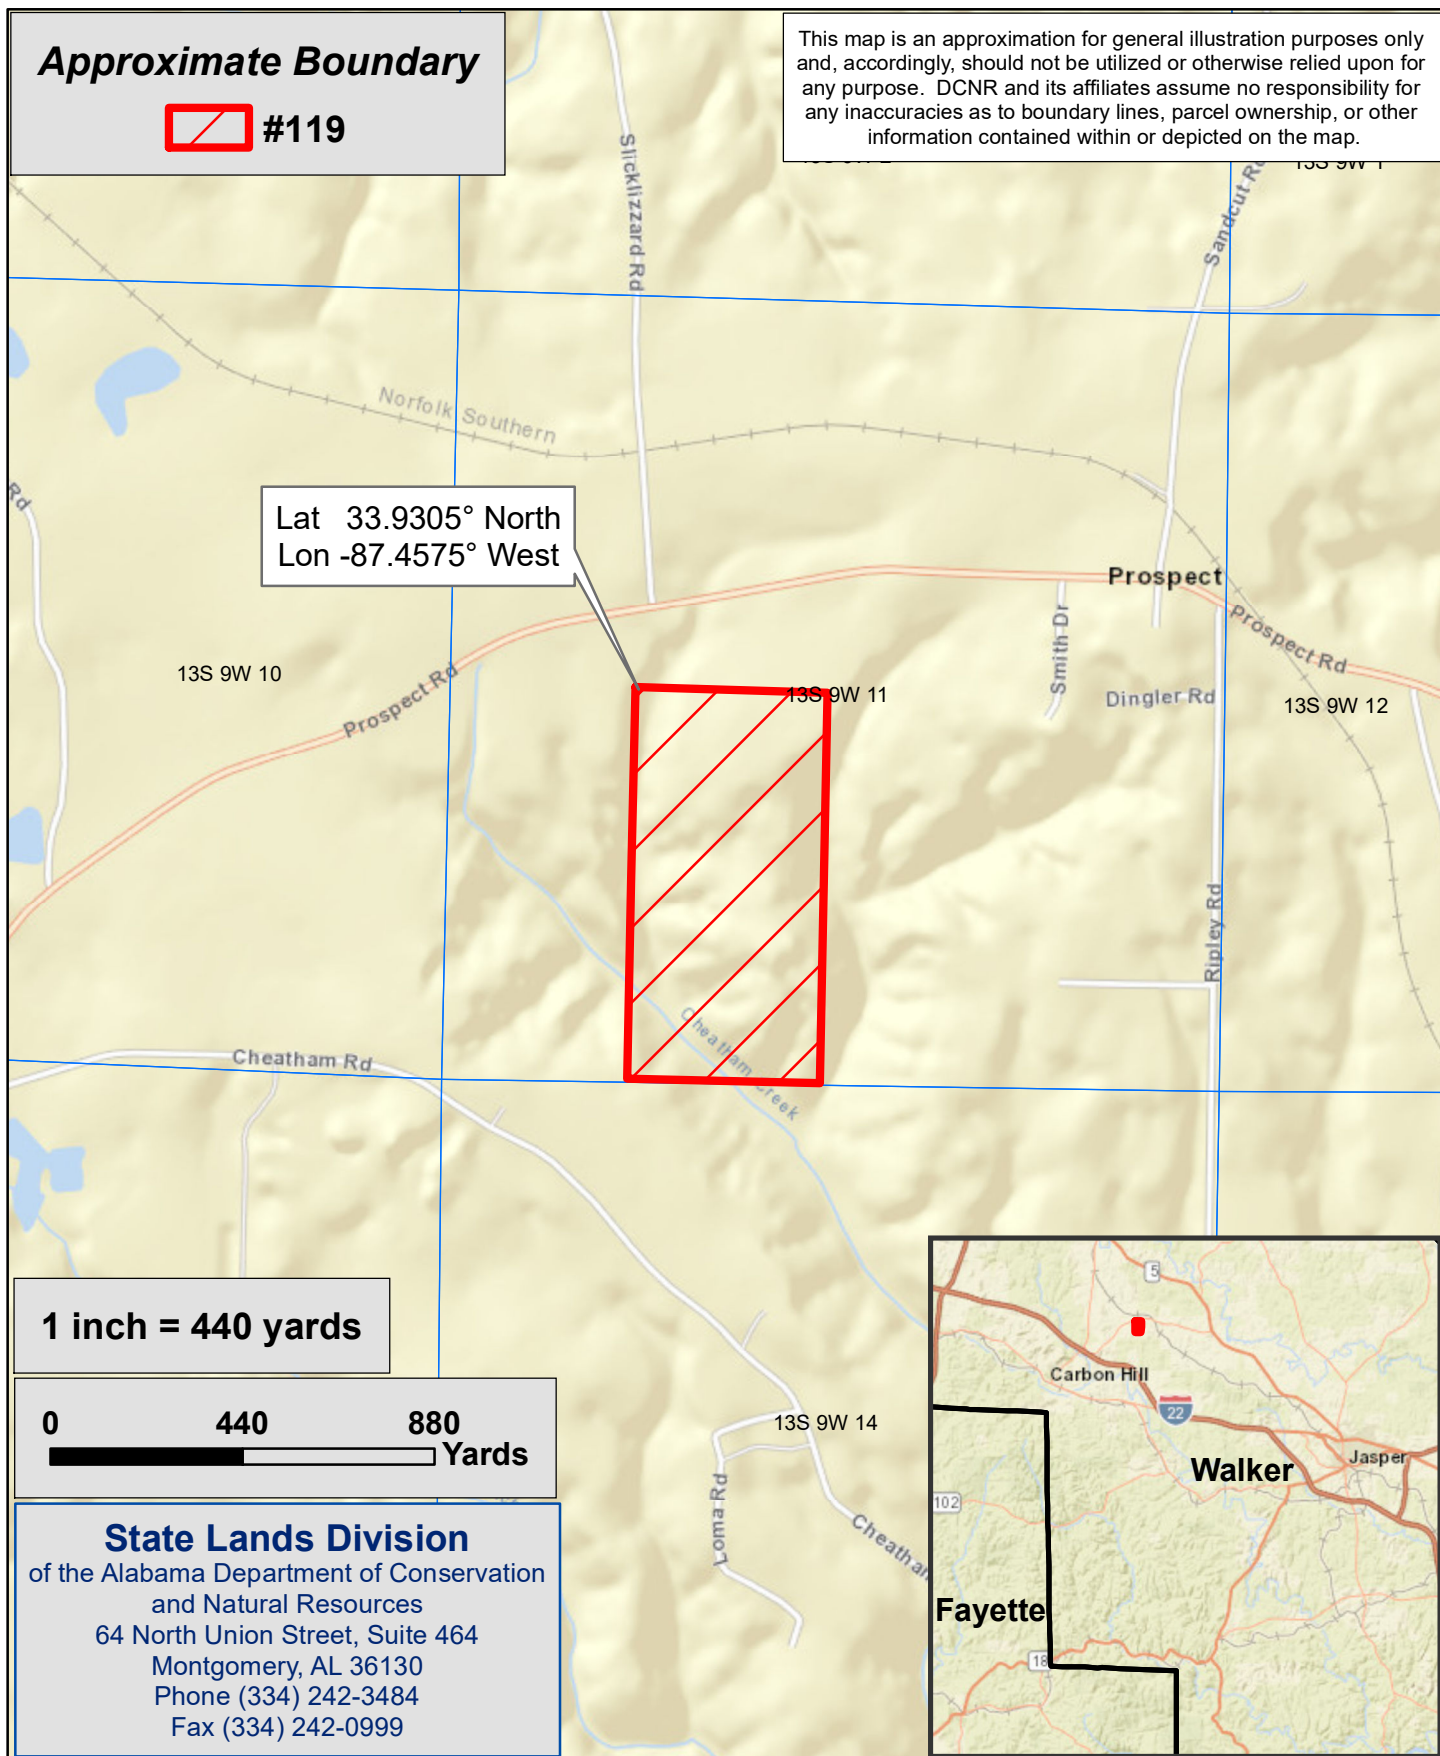 Approximate Boundary
#119
This map is an approximation for general illustration purposes only
and, accordingly, should not be utilized or otherwise relied upon for
any purpose. DCNR and its affiliates assume no responsibility for
any inaccuracies as to boundary lines, parcel ownership, or other
information contained within or depicted on the map.
13S 9W 1
Slicklizzard Rd
Sandcut Rd
Norfolk Southern
Rd
Lat 33.9305° North
Lon -87.4575° West
Prospect
Prospect Rd
Smith Dr
13S 9W 10
Prospect Rd
13S 9W 11
Dingler Rd
13S 9W 12
Ripley Rd
Cheatham Creek
Cheatham Rd
1 inch = 440 yards
0 440 880
Yards
13S 9W 14
Loma Rd
Cheatham
State Lands Division
of the Alabama Department of Conservation
and Natural Resources
64 North Union Street, Suite 464
Montgomery, AL 36130
Phone (334) 242-3484
Fax (334) 242-0999
5
Carbon Hill
22
Walker
Jasper
102
Fayette
18